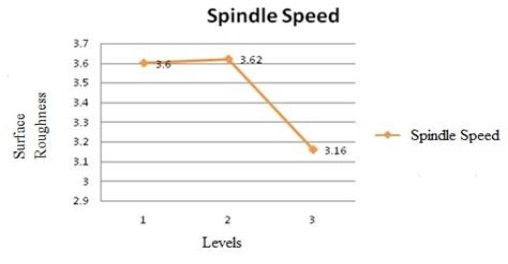 Spindle Speed
3.7
3.6
3.5
3.4
3.3
3.2
3.1
3
2.9
3.6
3.62
3.16
1 2 3
Surface
Roughness
Levels
Spindle Speed